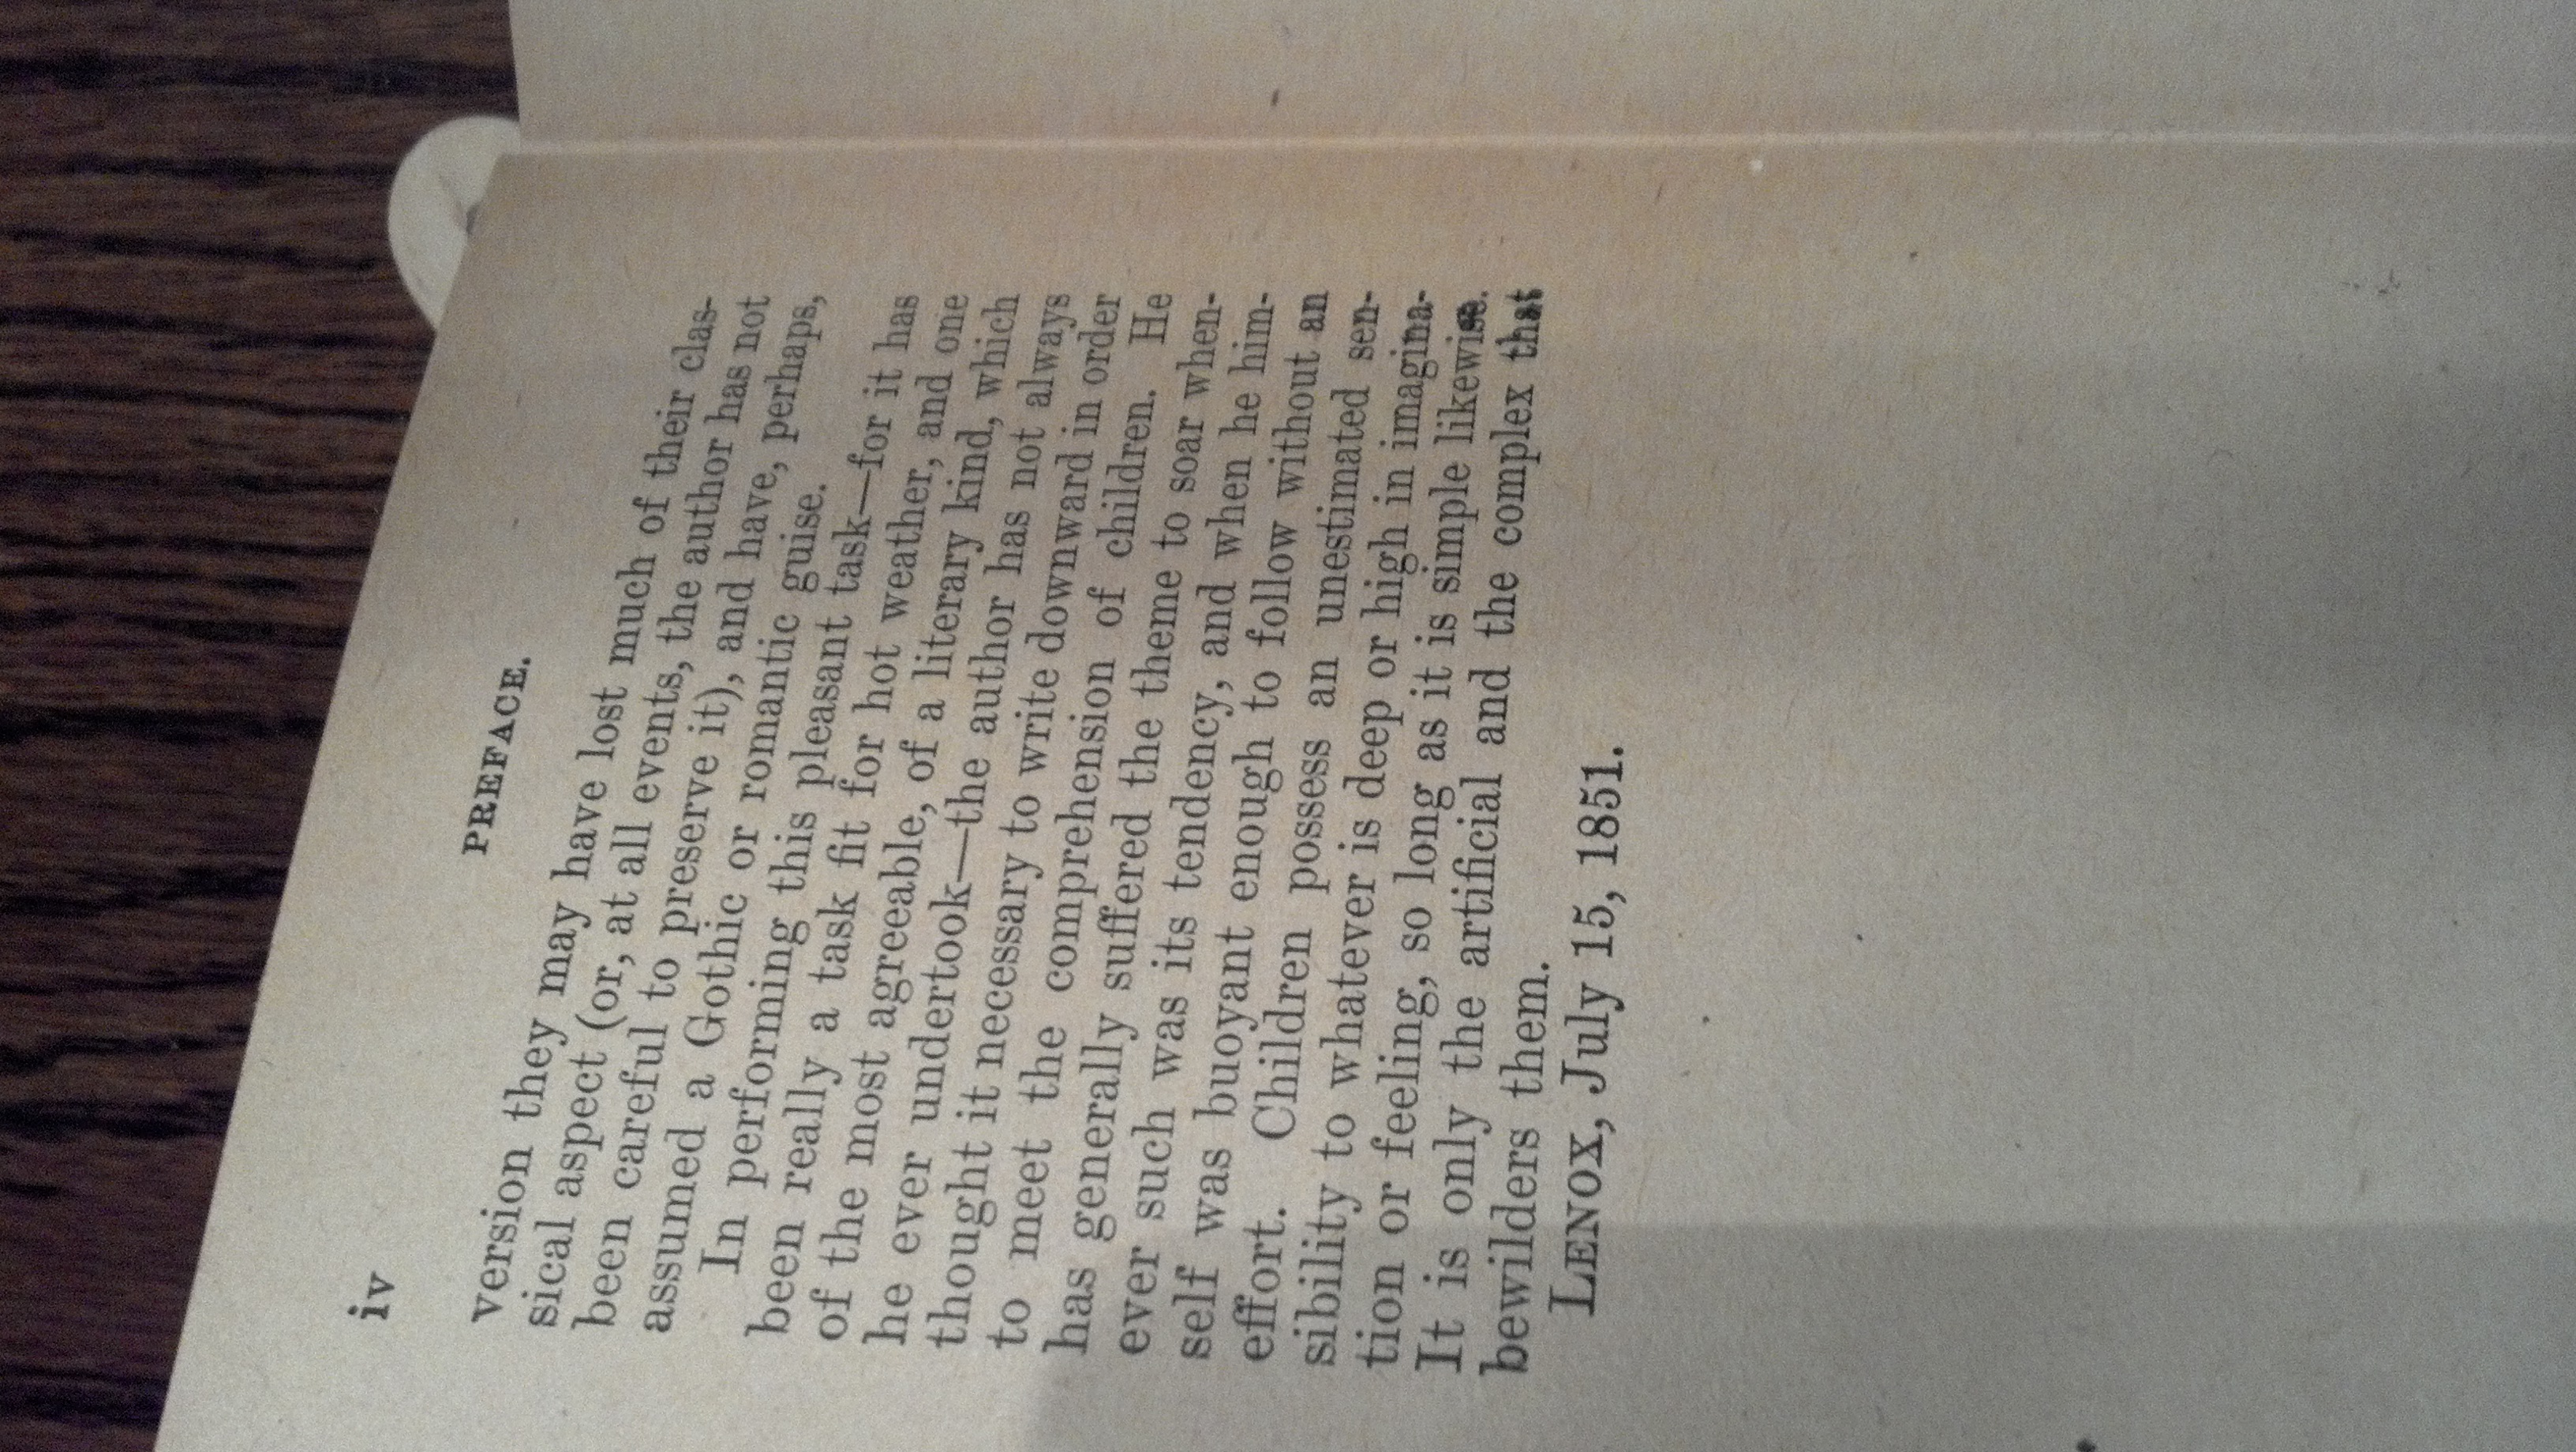 iv
PREFACE.
version they may have lost much of their clas-
sical aspect (or, at all events, the author has not
been careful to preserve it), and have, perhaps,
assumed a Gothic or romantic guise.
In performing this pleasant task—for it has
been really a task fit for hot weather, and one
of the most agreeable, of a literary kind, which
he ever undertook—the author has not always
thought it necessary to write downward in order
to meet the comprehension of children. He
has generally suffered the theme to soar when-
ever such was its tendency, and when he him-
self was buoyant enough to follow without an
effort. Children possess an unestimated sen-
sibility to whatever is deep or high in imagina-
tion or feeling, so long as it is simple likewise.
It is only the artificial and the complex that
bewilders them.
LENOX, July 15, 1851.